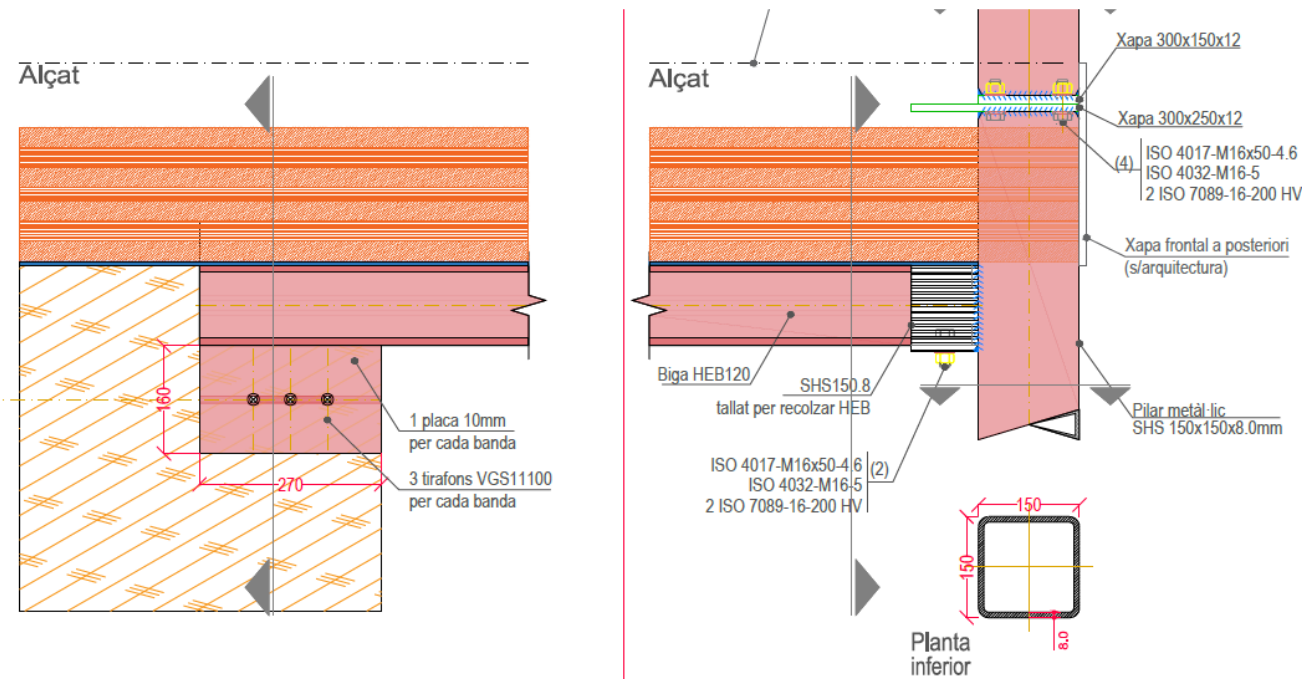 Alçat
160
270
1 placa 10mm
per cada banda
3 tirafons VGS11100
per cada banda
Alçat
Xapa 300x150x12
Xapa 300x250x12
(4)
ISO 4017-M16x50-4.6
ISO 4032-M16-5
2 ISO 7089-16-200 HV
Xapa frontal a posteriori
(s/arquitectura)
Biga HEB120
SHS150.8
tallat per recolzar HEB
Pilar metàl·lic
SHS 150x150x8.0mm
ISO 4017-M16x50-4.6
ISO 4032-M16-5
2 ISO 7089-16-200 HV
(2)
150
150
8.0
Planta
inferior